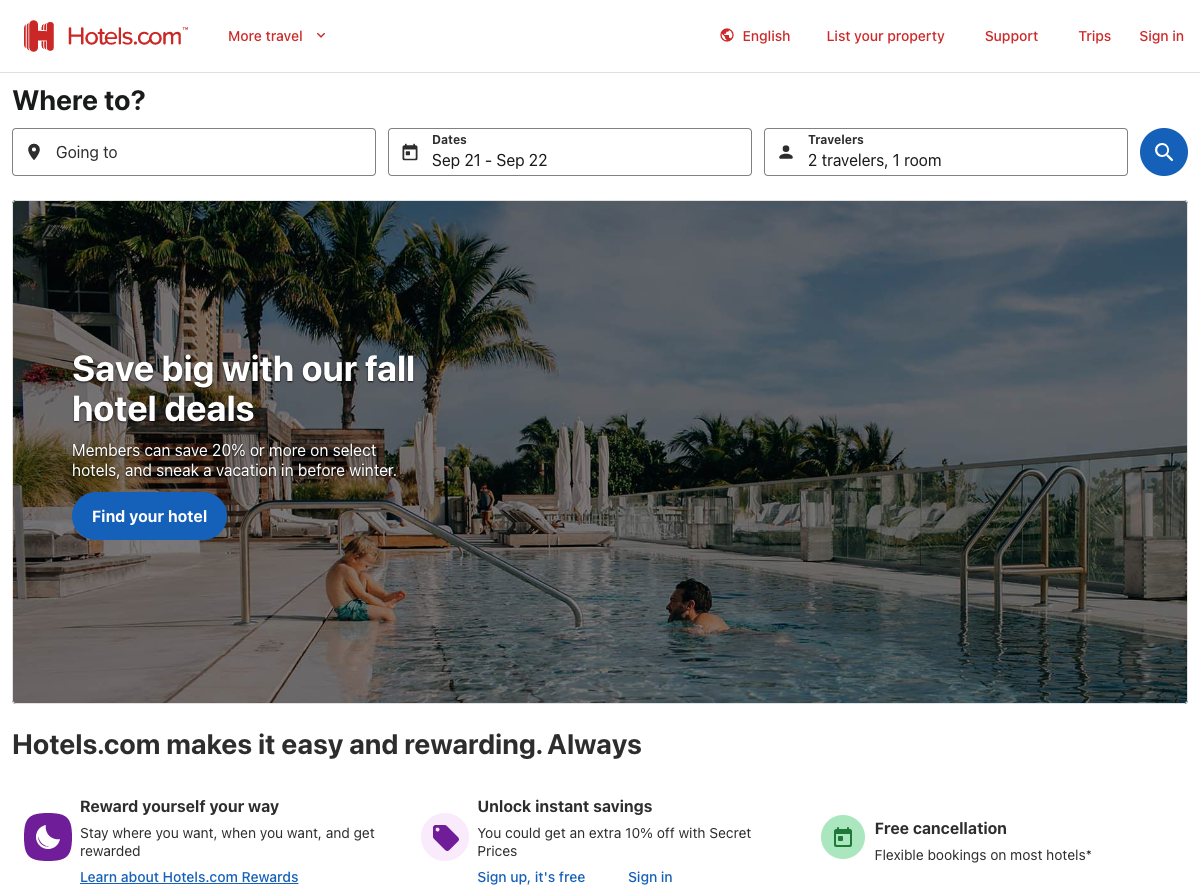 Hotels.com™
More travel
English
List your property
Support
Trips
Sign in
Where to?
Going to
Dates
Sep 21 - Sep 22
Travelers
2 travelers, 1 room
Save big with our fall
hotel deals
Members can save 20% or more on select
hotels, and sneak a vacation in before winter.
Find your hotel
Hotels.com makes it easy and rewarding. Always
Reward yourself your way
Stay where you want, when you want, and get
rewarded
Learn about Hotels.com Rewards
Unlock instant savings
You could get an extra 10% off with Secret
Prices
Sign up, it's free
Sign in
Free cancellation
Flexible bookings on most hotels*